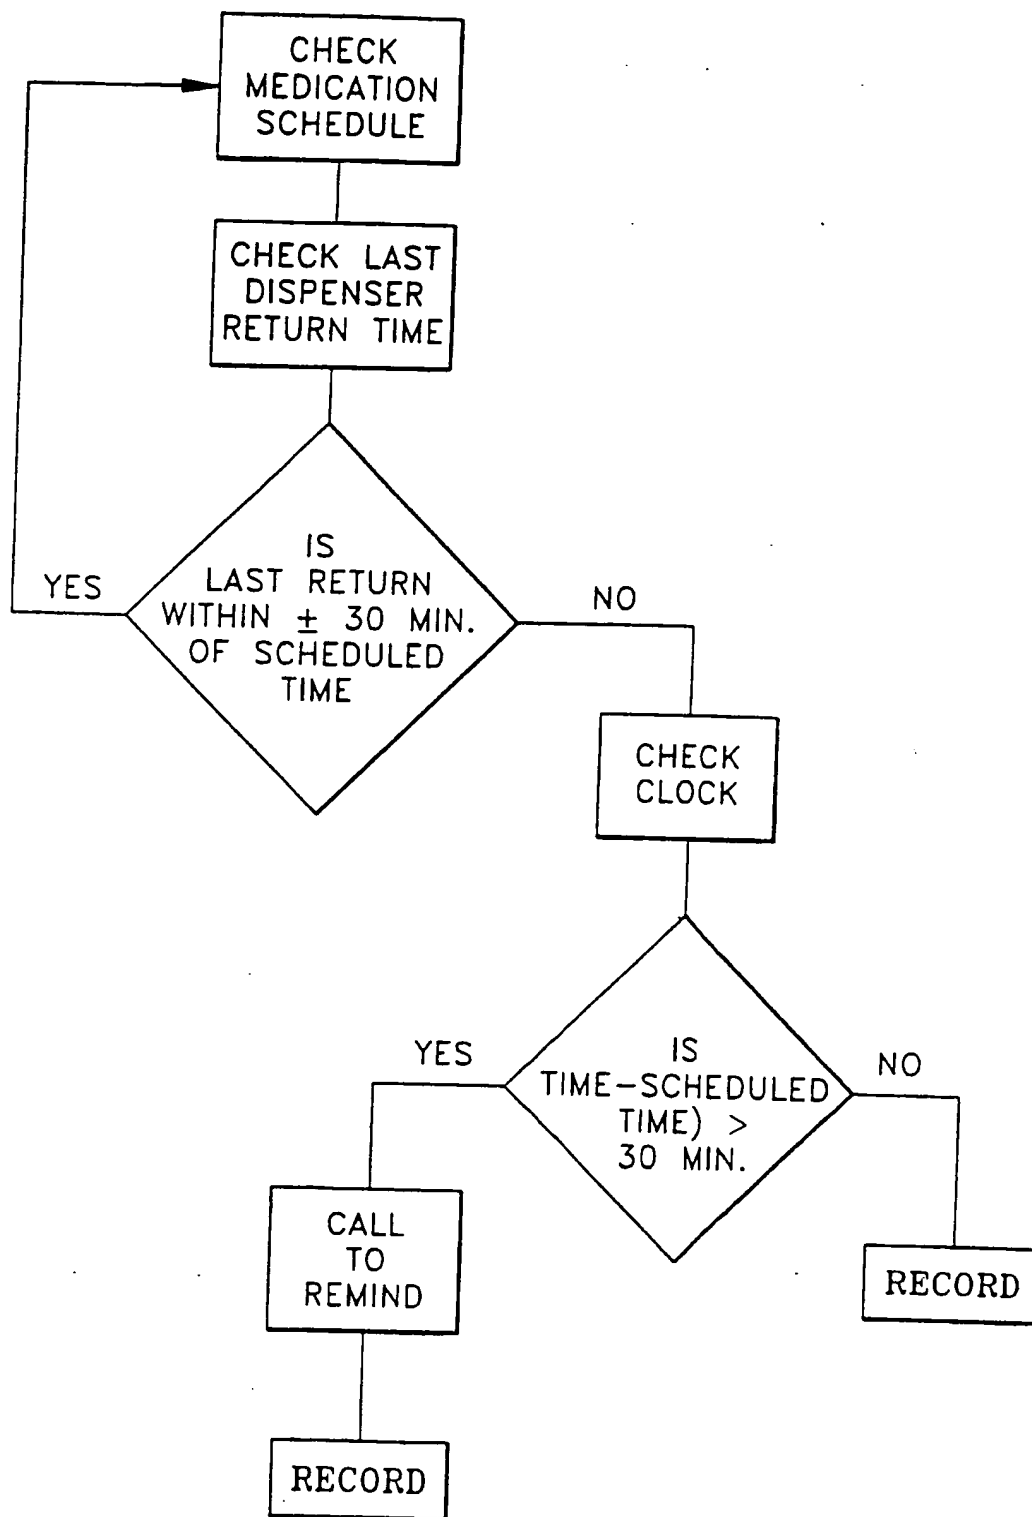 CHECK
MEDICATION
SCHEDULE
CHECK LAST
DISPENSER
RETURN TIME
IS
LAST RETURN
WITHIN ± 30 MIN.
OF SCHEDULED
TIME
YES
NO
CHECK
CLOCK
IS
TIME-SCHEDULED
TIME) >
30 MIN.
YES
NO
CALL
TO
REMIND
RECORD
RECORD